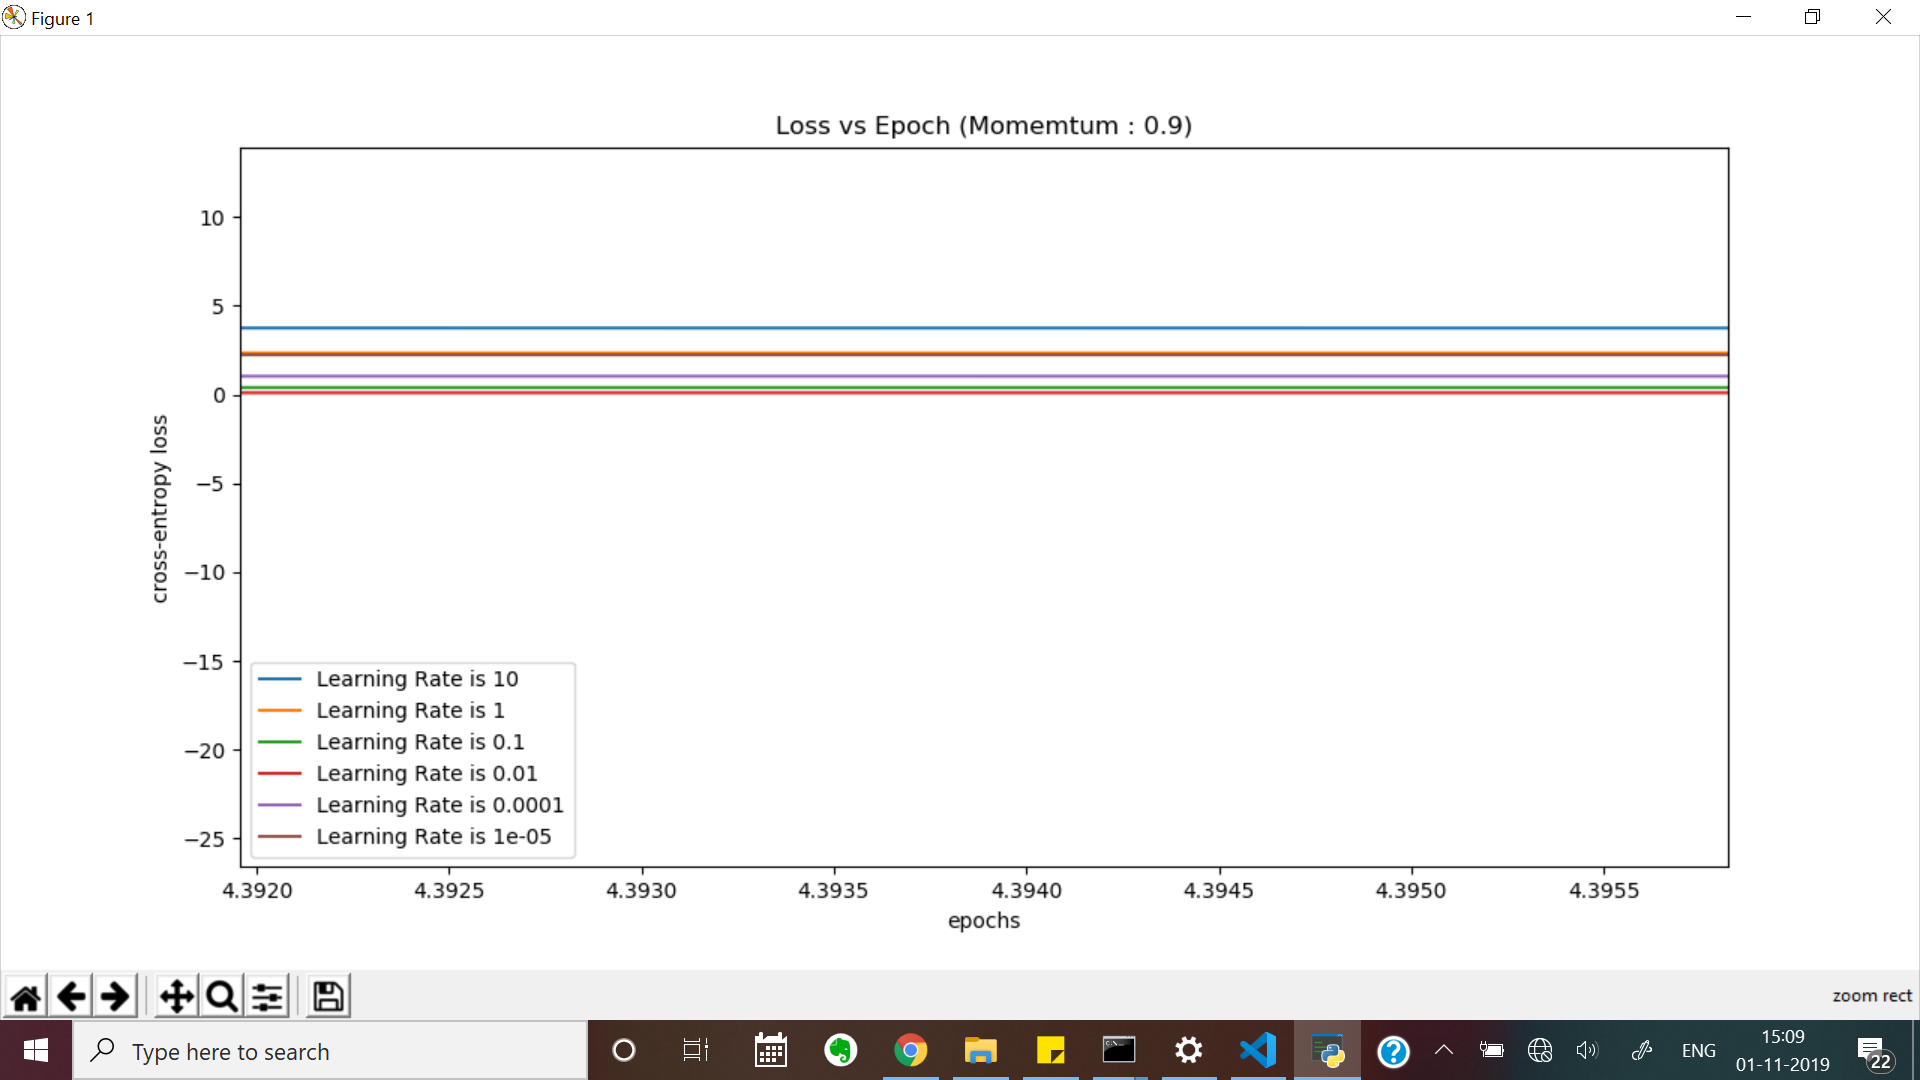 Figure 1
Loss vs Epoch (Momemtum : 0.9)
10
5
0
−5
−10
−15
−20
−25
cross-entropy loss
Learning Rate is 10
Learning Rate is 1
Learning Rate is 0.1
Learning Rate is 0.01
Learning Rate is 0.0001
Learning Rate is 1e-05
4.3920 4.3925 4.3930 4.3935 4.3940 4.3945 4.3950 4.3955
epochs
zoom rect
Type here to search
ENG
15:09
01-11-2019
22